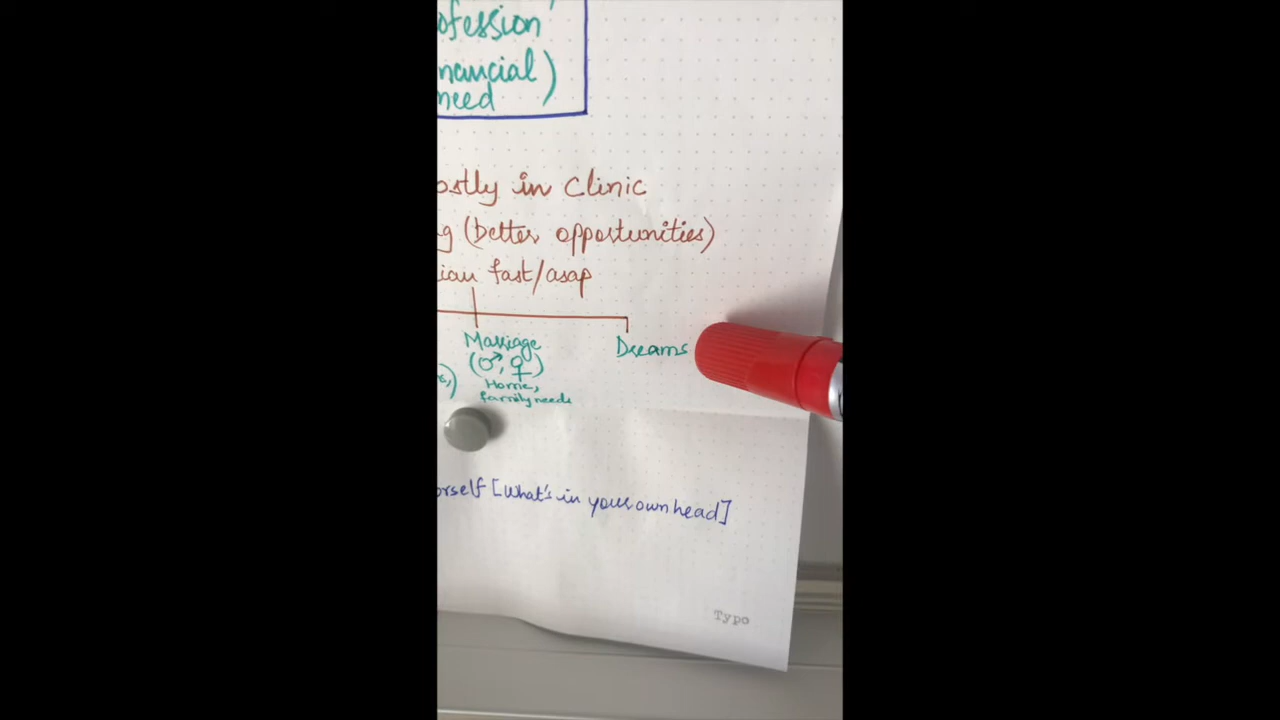 ofession
nancial)
need
ostly in Clinic
g (better opportunities)
ian fast/asap
Marriage
Dreams
(♂, ♀)
Home,
family needs
orself [What's in your own head]
Typo